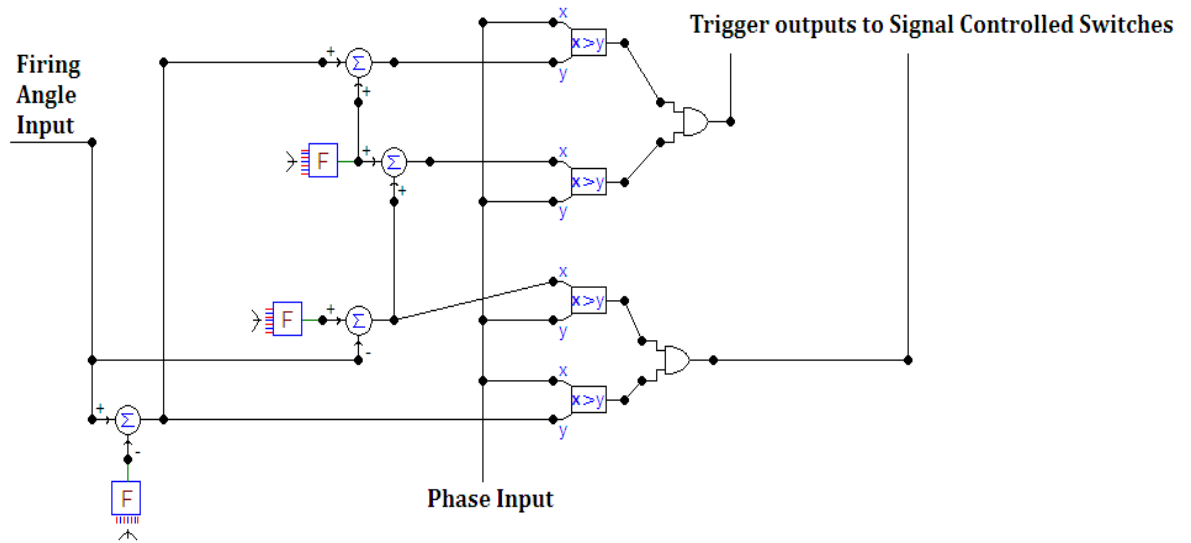 Trigger outputs to Signal Controlled Switches
Firing
Angle
Input
x
x>y
y
+
Σ
+
F
+
Σ
+
x
x>y
y
F
+
Σ
-
x
x>y
y
x
x>y
y
+
Σ
-
F
Phase Input